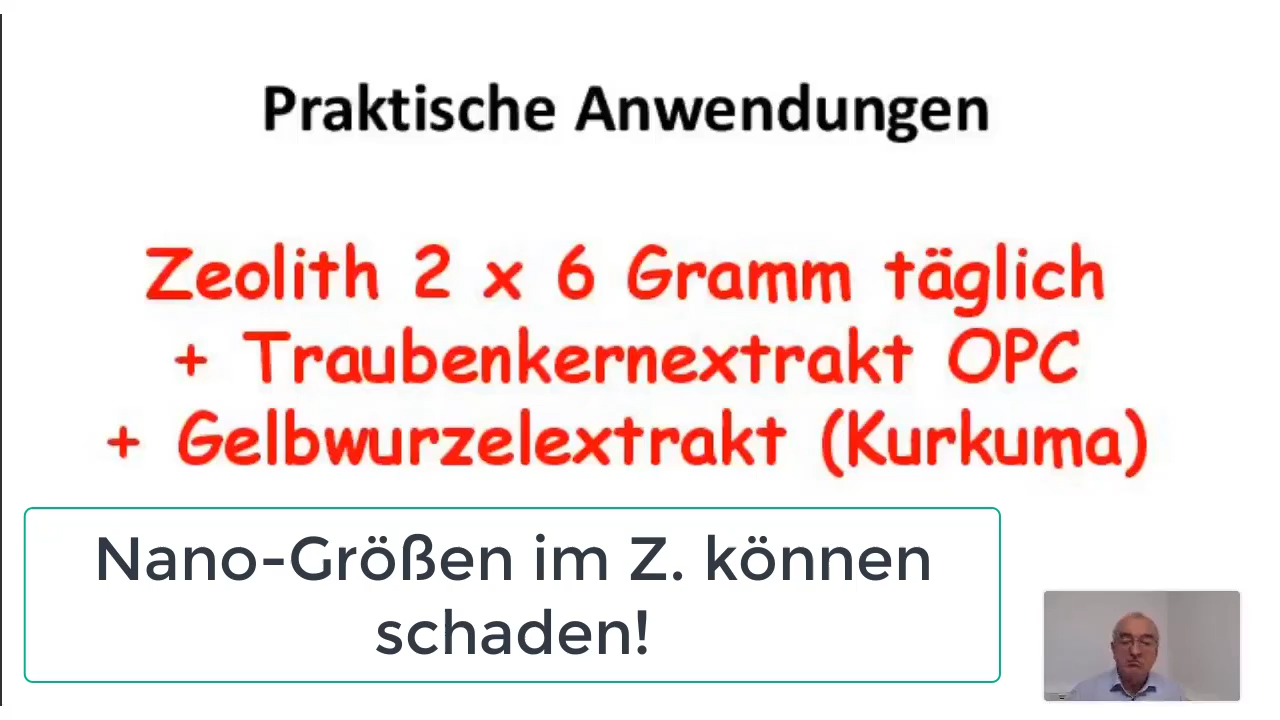 Praktische Anwendungen
Zeolith 2 x 6 Gramm täglich
+ Traubenkernextrakt OPC
+ Gelbwurzelextrakt (Kurkuma)
Nano-Größen im Z. können
schaden!